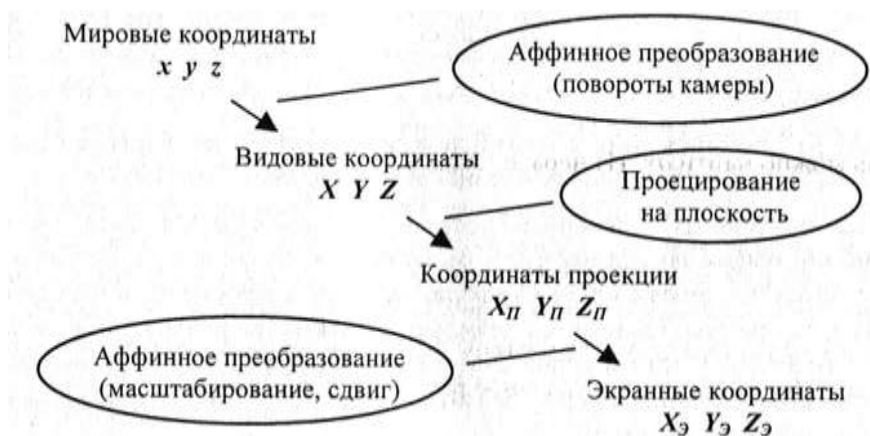 Мировые координаты
x y z
Аффинное преобразование
(повороты камеры)
Видовые координаты
X Y Z
Проецирование
на плоскость
Координаты проекции
XП YП ZП
Аффинное преобразование
(масштабирование, сдвиг)
Экранные координаты
XЭ YЭ ZЭ